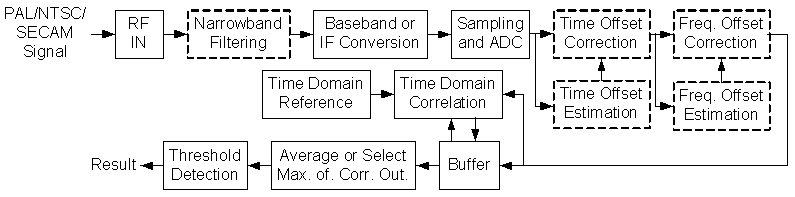 PAL/NTSC/
SECAM
Signal
RF
IN
Narrowband
Filtering
Baseband or
IF Conversion
Sampling
and ADC
Time Offset
Correction
Freq. Offset
Correction
Time Domain
Reference
Time Domain
Correlation
Time Offset
Estimation
Freq. Offset
Estimation
Result
Threshold
Detection
Average or Select
Max. of. Corr. Out.
Buffer